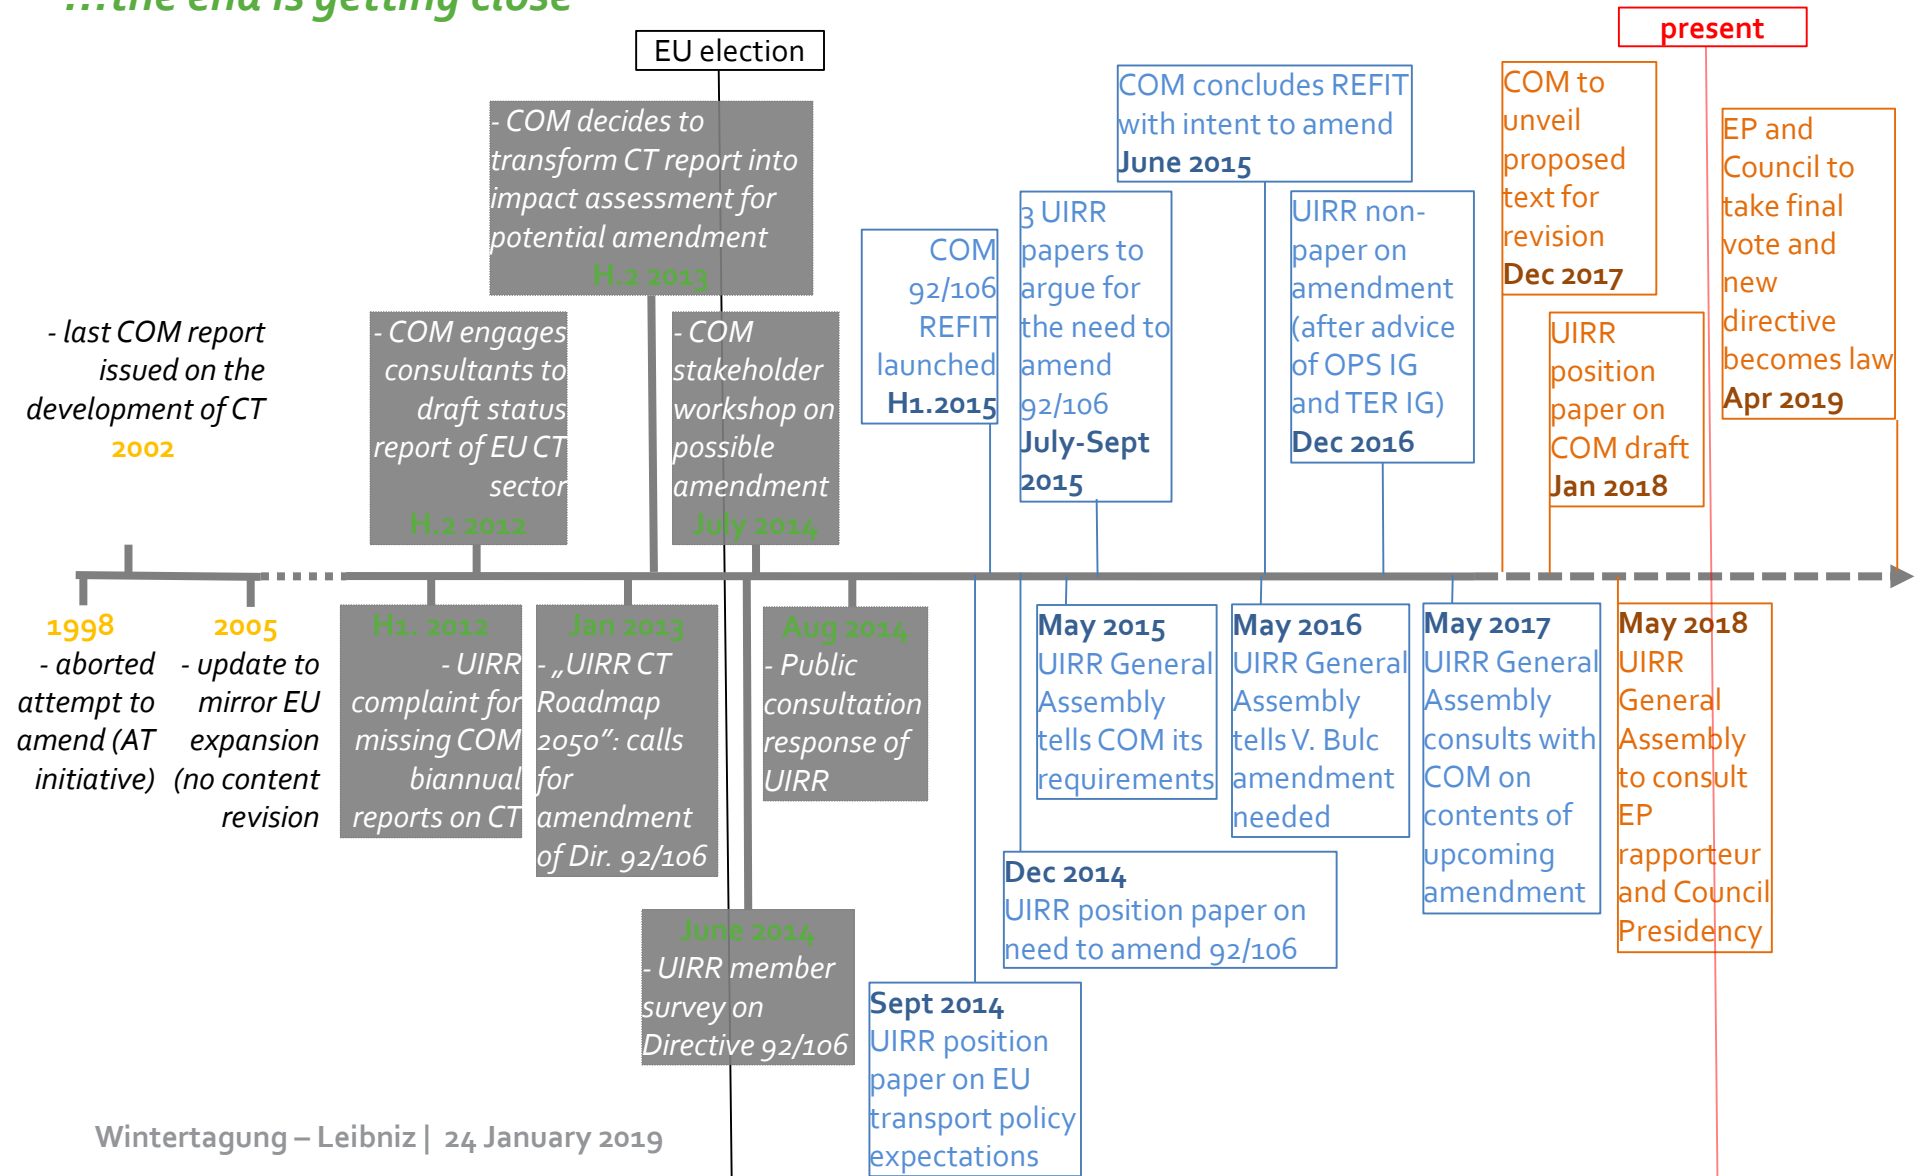 ...the end is getting close
EU election
present
- COM decides to
transform CT report into
impact assessment for
potential amendment
H.2 2013
COM concludes REFIT
with intent to amend
June 2015
COM to
unveil
proposed
text for
revision
Dec 2017
EP and
Council to
take final
vote and
new
directive
becomes law
Apr 2019
- last COM report
issued on the
development of CT
2002
- COM engages
consultants to
draft status
report of EU CT
sector
H.2 2012
- COM
stakeholder
workshop on
possible
amendment
July 2014
COM
92/106
REFIT
launched
H1.2015
3 UIRR
papers to
argue for
the need to
amend
92/106
July-Sept
2015
UIRR non-
paper on
amendment
(after advice
of OPS IG
and TER IG)
Dec 2016
UIRR
position
paper on
COM draft
Jan 2018
1998
- aborted
attempt to
amend (AT
initiative)
2005
- update to
mirror EU
expansion
(no content
revision
H1. 2012
- UIRR
complaint for
missing COM
biannual
reports on CT
Jan 2013
- „UIRR CT
Roadmap
2050”: calls
for
amendment
of Dir. 92/106
Aug 2014
- Public
consultation
response of
UIRR
May 2015
UIRR General
Assembly
tells COM its
requirements
May 2016
UIRR General
Assembly
tells V. Bulc
amendment
needed
May 2017
UIRR General
Assembly
consults with
COM on
contents of
upcoming
amendment
May 2018
UIRR
General
Assembly
to consult
EP
rapporteur
and Council
Presidency
June 2014
- UIRR member
survey on
Directive 92/106
Dec 2014
UIRR position paper on
need to amend 92/106
Sept 2014
UIRR position
paper on EU
transport policy
expectations
Wintertagung – Leibniz | 24 January 2019